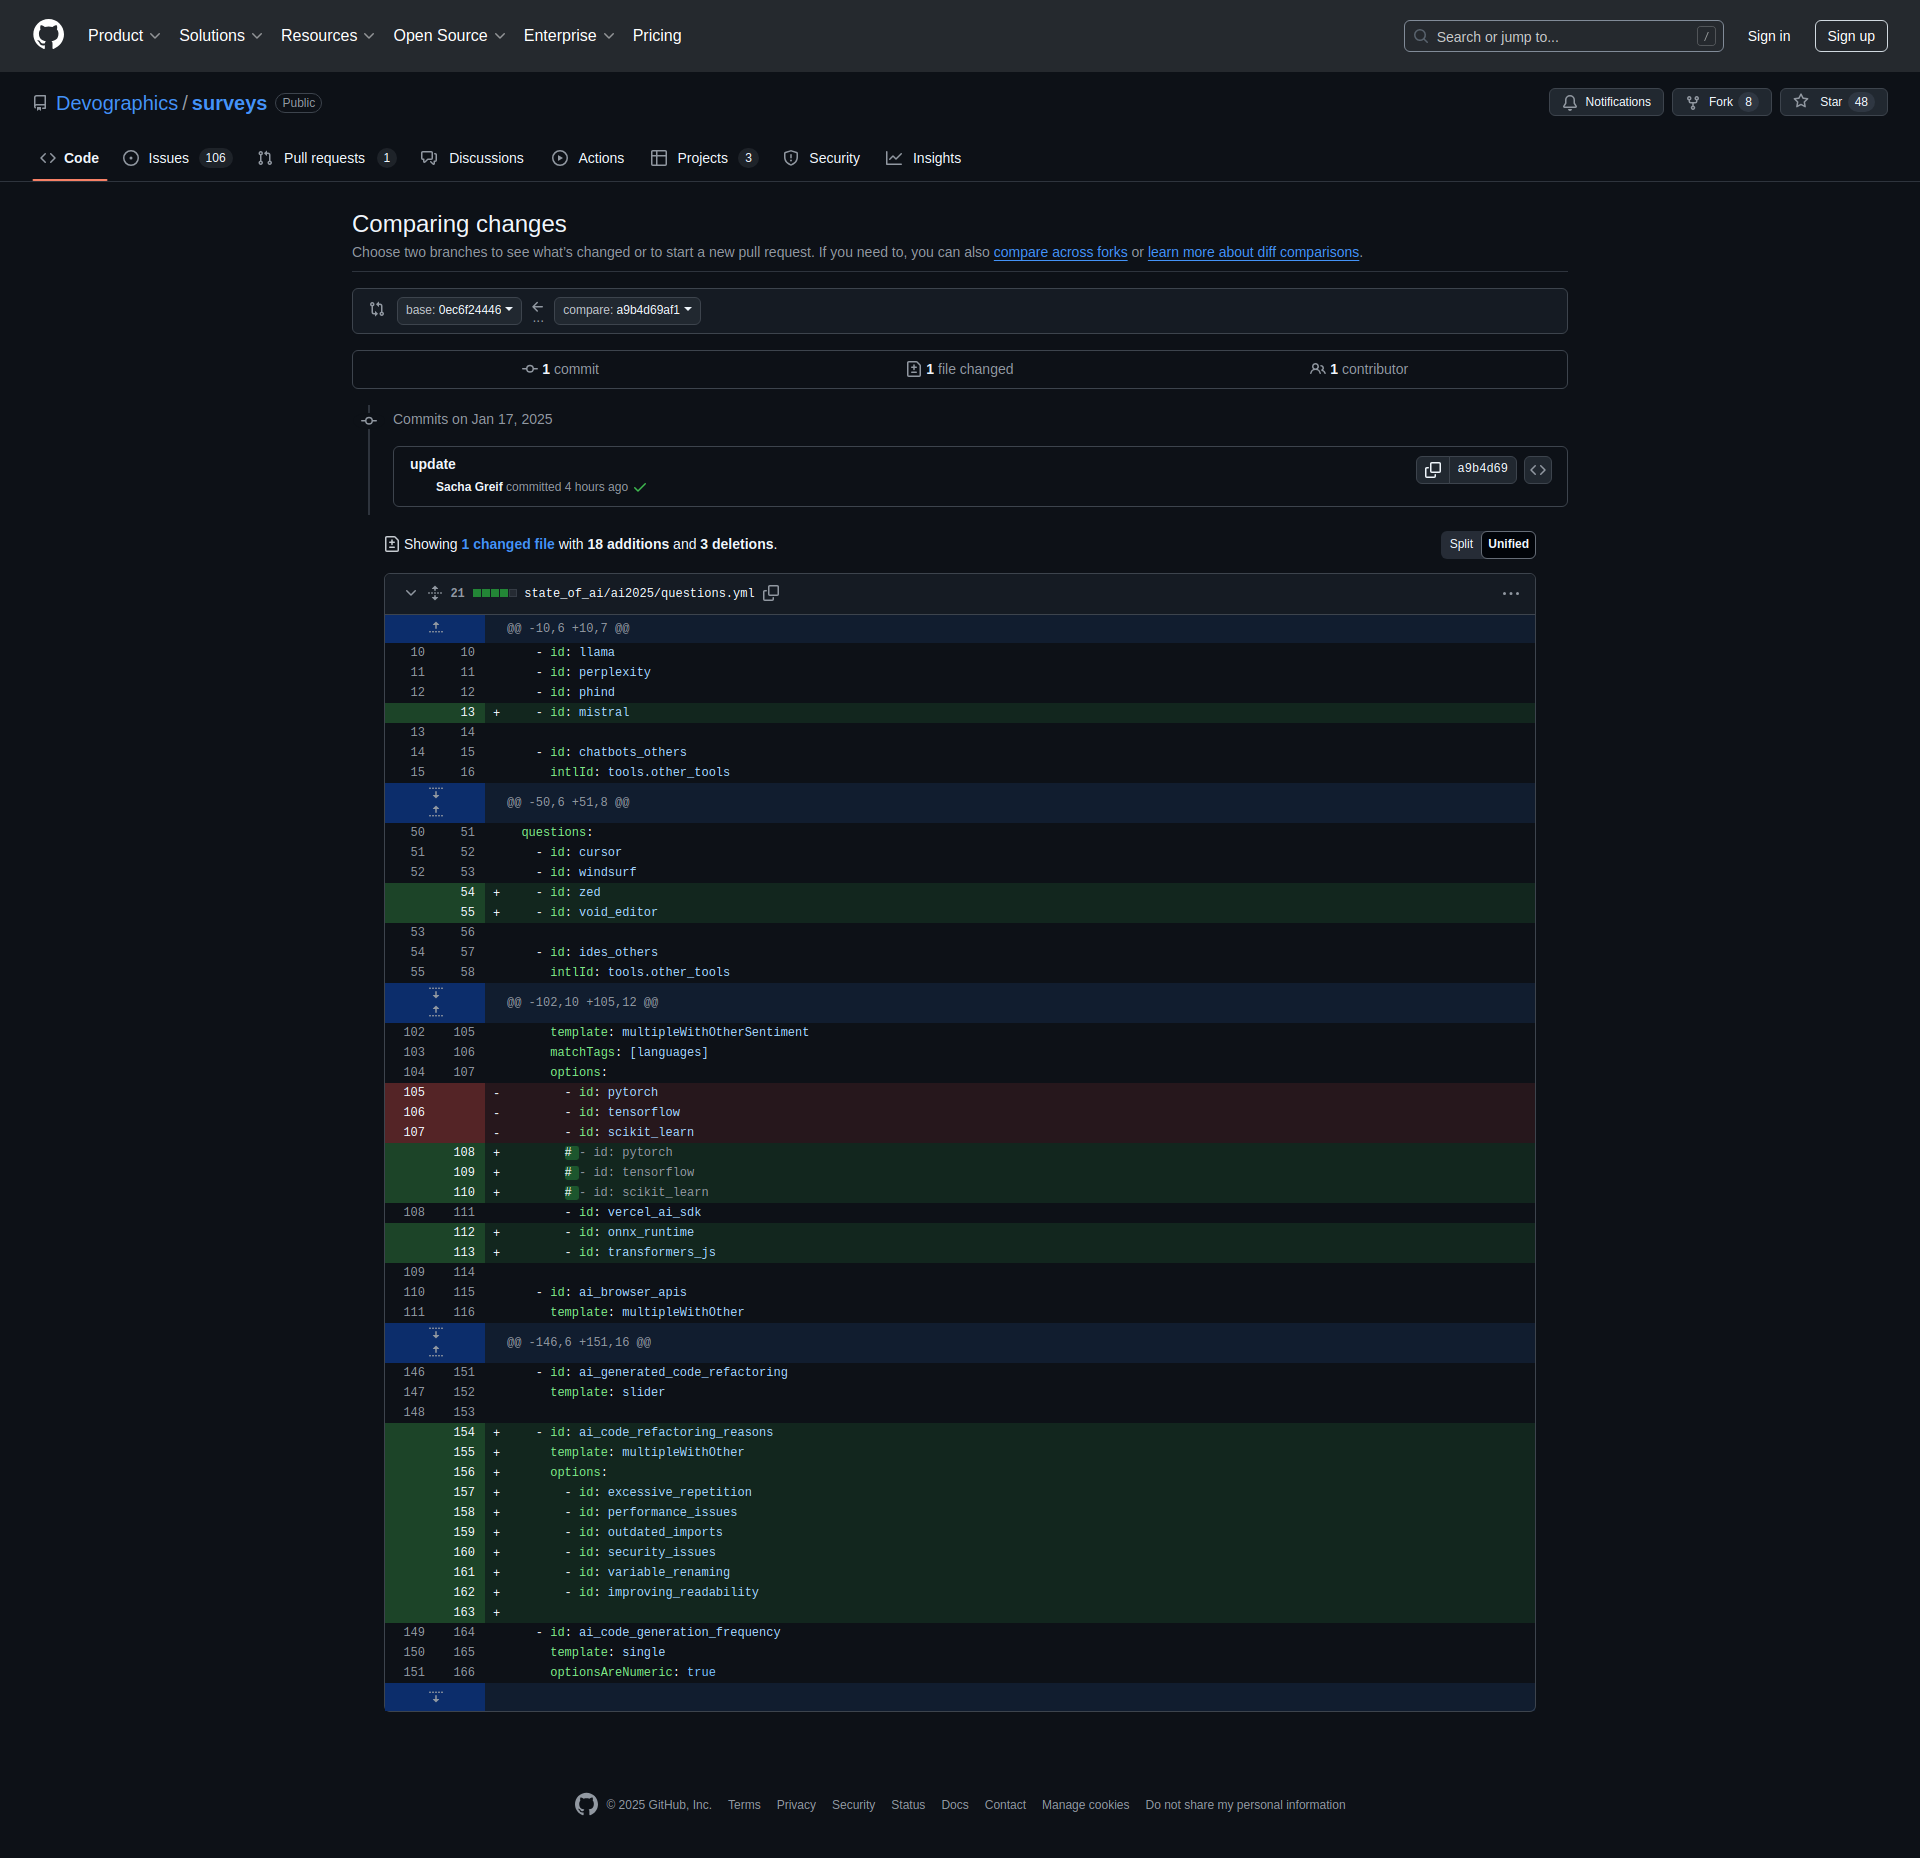 Product Solutions Resources Open Source Enterprise Pricing Search or jump to... / Sign in Sign up
Devographics / surveys Public Notifications Fork 8 Star 48
Code Issues 106 Pull requests 1 Discussions Actions Projects 3 Security Insights
Comparing changes
Choose two branches to see what's changed or to start a new pull request. If you need to, you can also compare across forks or learn more about diff comparisons.
base: 0ec6f24446 ... compare: a9b4d69af1
1 commit 1 file changed 1 contributor
Commits on Jan 17, 2025
update
a9b4d69
Sacha Greif committed 4 hours ago
Showing 1 changed file with 18 additions and 3 deletions.
Split Unified
21 state_of_ai/ai2025/questions.yml
@@ -10,6 +10,7 @@
10 10 - id: llama
11 11 - id: perplexity
12 12 - id: phind
13 + - id: mistral
13 14
14 15 - id: chatbots_others
15 16 intlId: tools.other_tools
@@ -50,6 +51,8 @@
50 51 questions:
51 52 - id: cursor
52 53 - id: windsurf
54 + - id: zed
55 + - id: void_editor
53 56
54 57 - id: ides_others
55 58 intlId: tools.other_tools
@@ -102,10 +105,12 @@
102 105 template: multipleWithOtherSentiment
103 106 matchTags: [languages]
104 107 options:
105 - - id: pytorch
106 - - id: tensorflow
107 - - id: scikit_learn
108 + # - id: pytorch
109 + # - id: tensorflow
110 + # - id: scikit_learn
108 111 - id: vercel_ai_sdk
112 + - id: onnx_runtime
113 + - id: transformers_js
109 114
110 115 - id: ai_browser_apis
111 116 template: multipleWithOther
@@ -146,6 +151,16 @@
146 151 - id: ai_generated_code_refactoring
147 152 template: slider
148 153
154 + - id: ai_code_refactoring_reasons
155 + template: multipleWithOther
156 + options:
157 + - id: excessive_repetition
158 + - id: performance_issues
159 + - id: outdated_imports
160 + - id: security_issues
161 + - id: variable_renaming
162 + - id: improving_readability
163 +
149 164 - id: ai_code_generation_frequency
150 165 template: single
151 166 optionsAreNumeric: true
© 2025 GitHub, Inc. Terms Privacy Security Status Docs Contact Manage cookies Do not share my personal information